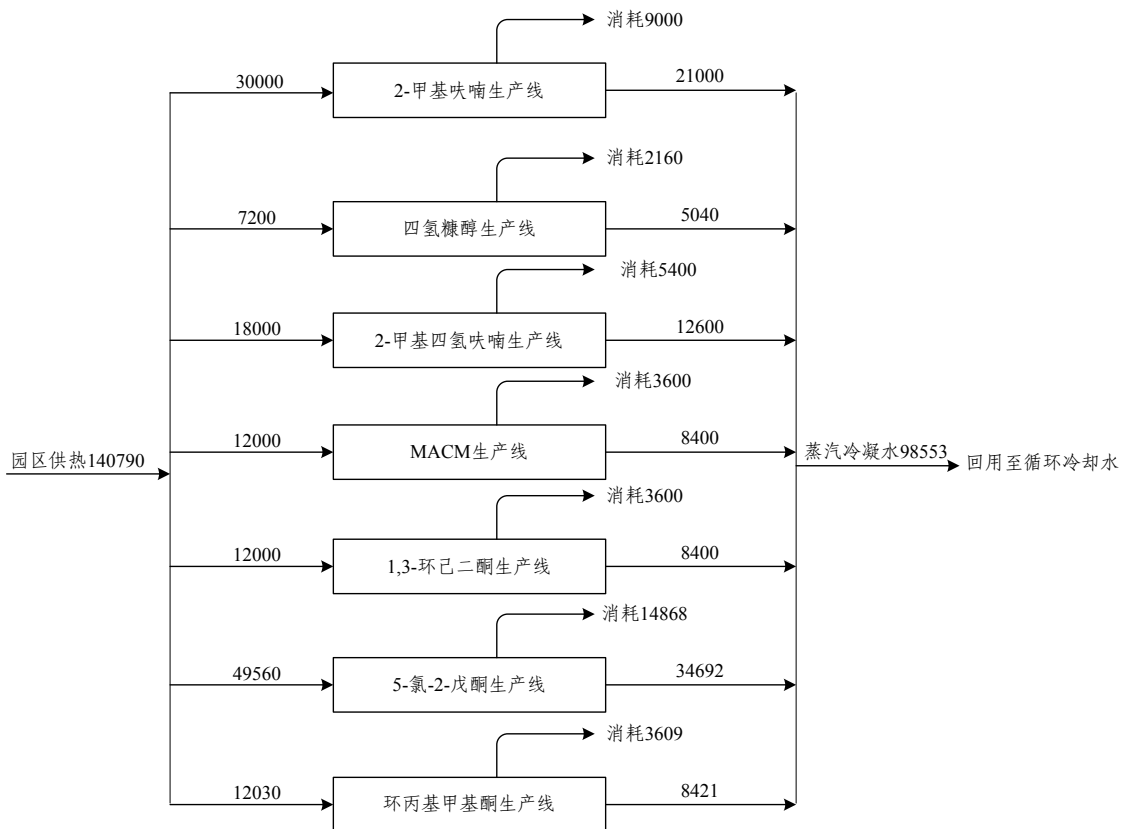 消耗9000
30000
2-甲基呋喃生产线
21000
消耗2160
7200
四氢糠醇生产线
5040
消耗5400
18000
2-甲基四氢呋喃生产线
12600
消耗3600
12000
MACM生产线
8400
园区供热140790
蒸汽冷凝水98553
回用至循环冷却水
消耗3600
12000
1,3-环己二酮生产线
8400
消耗14868
49560
5-氯-2-戊酮生产线
34692
消耗3609
12030
环丙基甲基酮生产线
8421